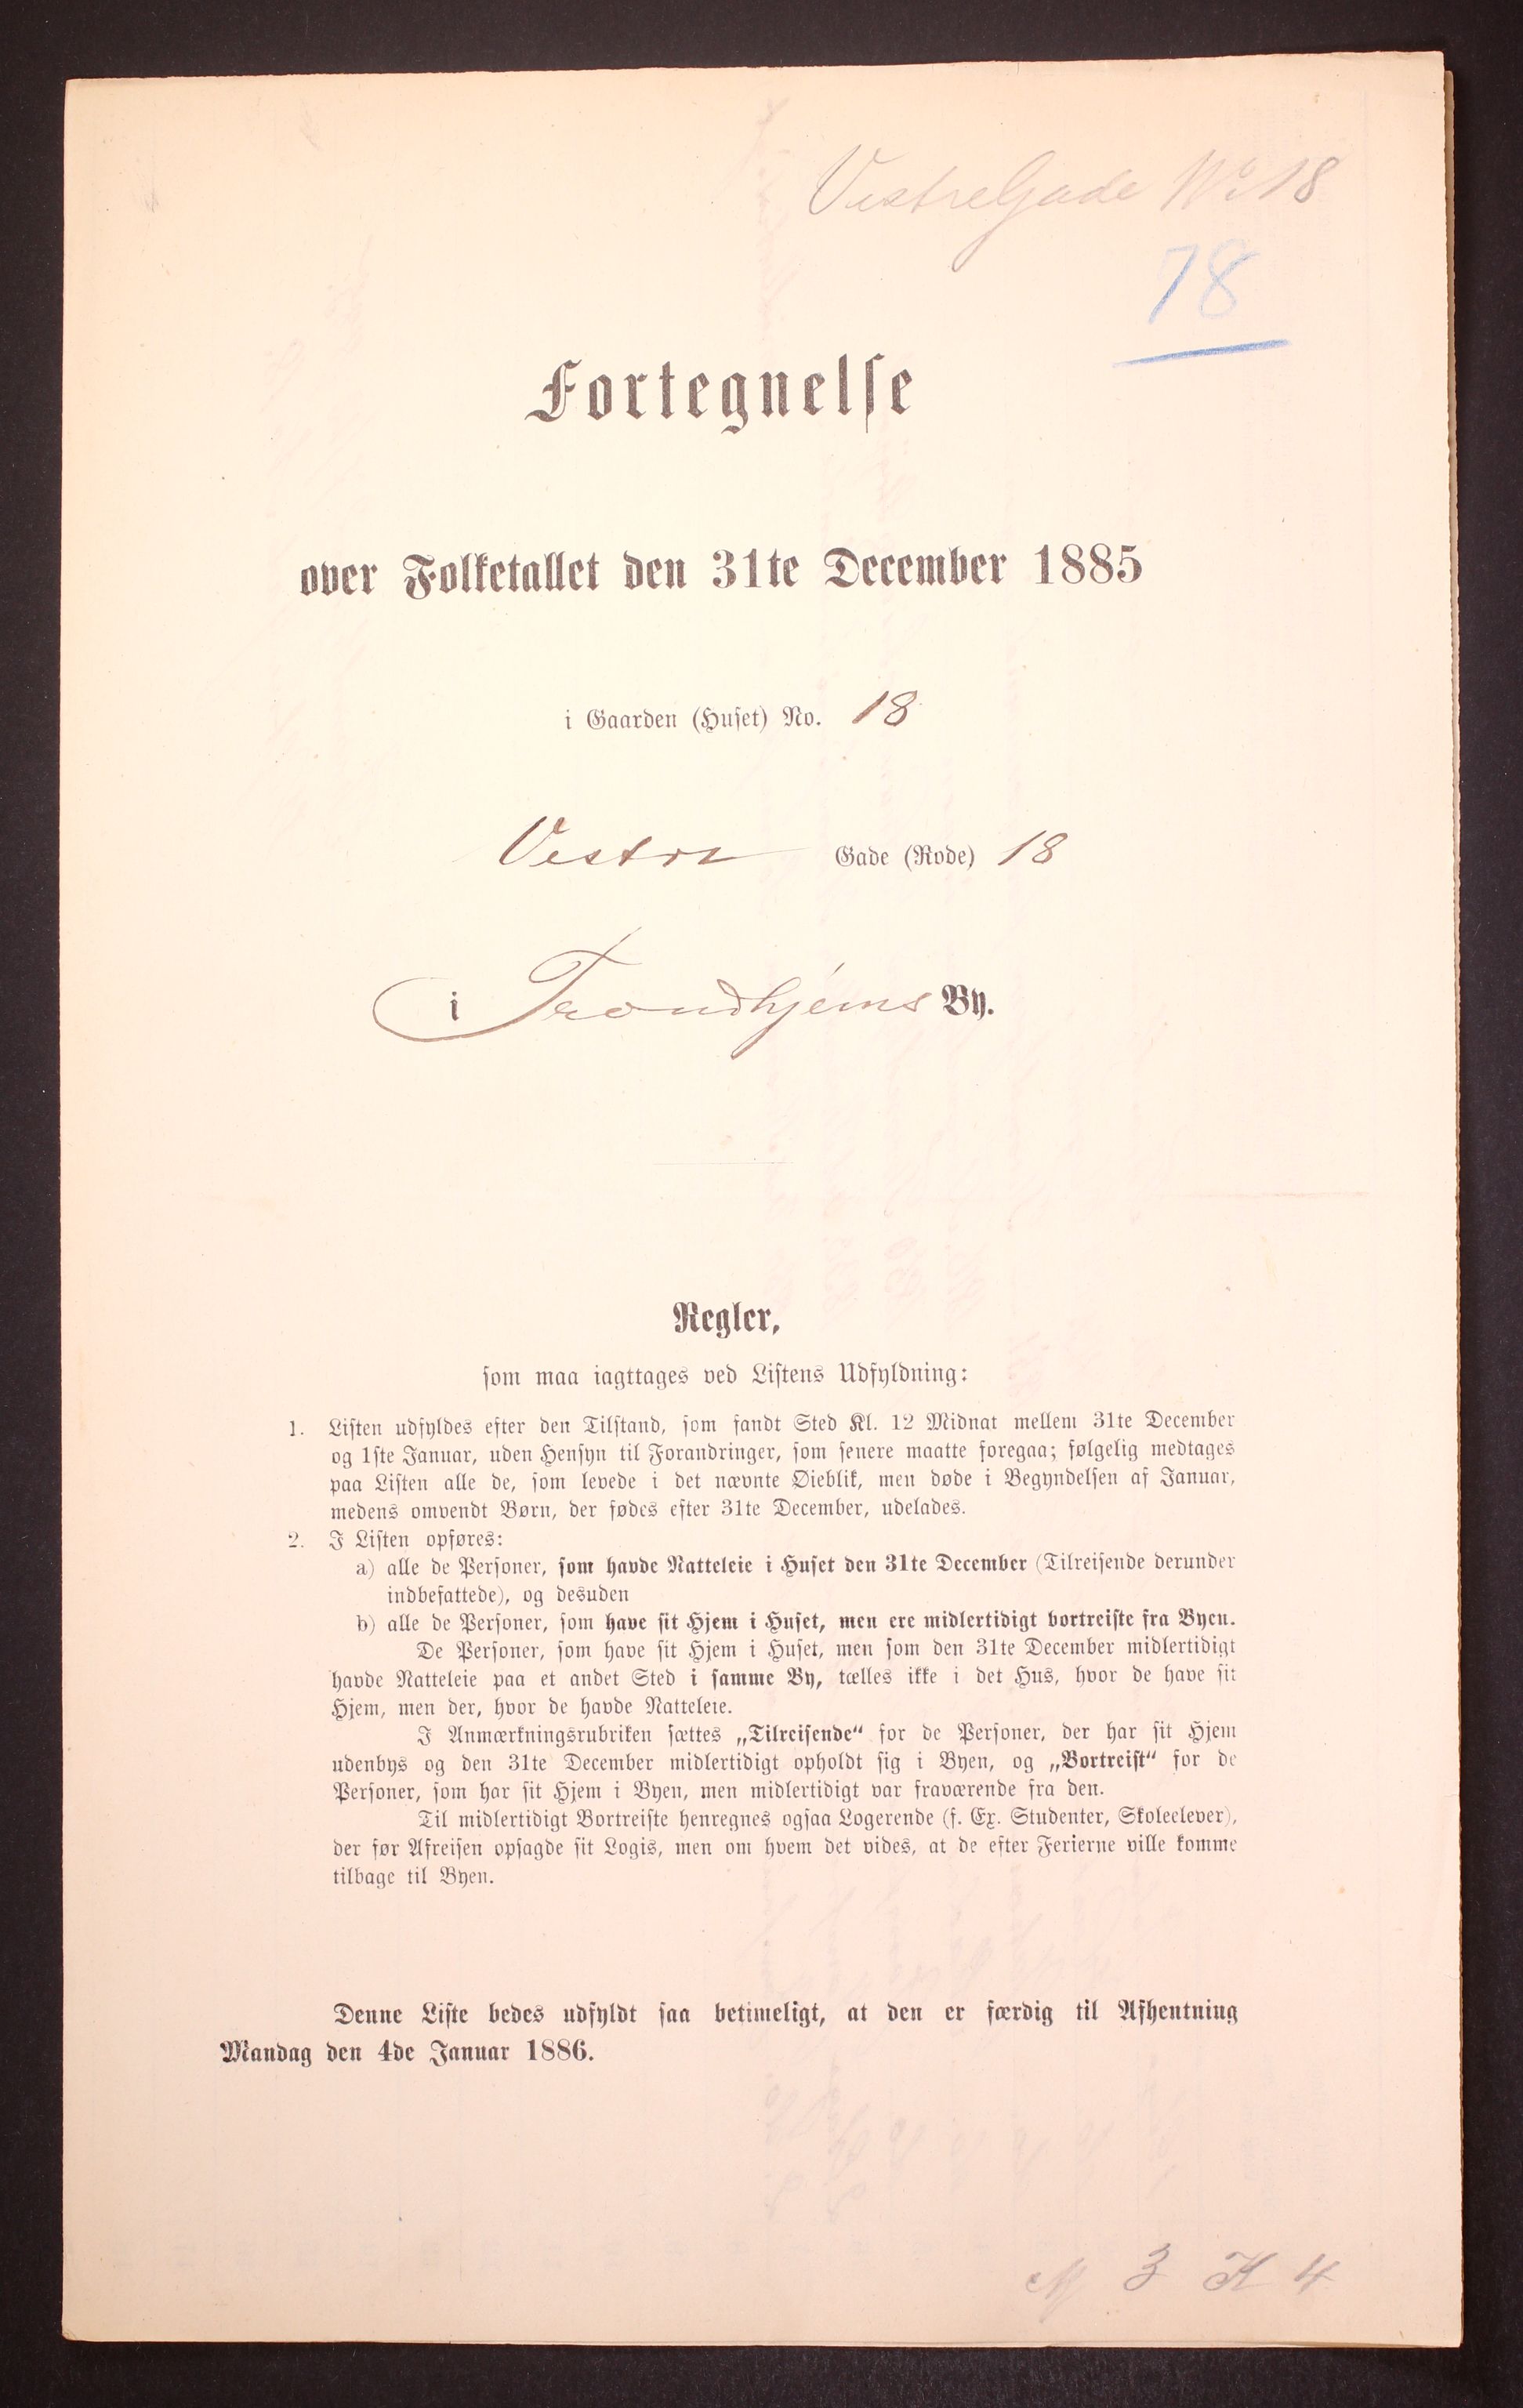 Vestre Gade No 18
78
Fortegnelse
over Folketallet den 31te December 1885
i Gaarden (Huset) No. 18
Vestre Gade (Rode) 18
i Trondhjems By.
Regler,
som maa iagttages ved Listens Udfyldning:
1. Listen udfyldes efter den Tilstand, som fandt Sted Kl. 12 Midnat mellem 31te December
og 1ste Januar, uden Hensyn til Forandringer, som senere maatte foregaa; følgelig medtages
paa Listen alle de, som levede i det nævnte Øieblik, men døde i Begyndelsen af Januar,
medens omvendt Børn, der fødes efter 31te December, udelades.
2. I Listen opføres:
a) alle de Personer, som havde Natteleie i Huset den 31te December (Tilreisende derunder
indbefattede), og desuden
b) alle de Personer, som have sit Hjem i Huset, men ere midlertidigt bortreiste fra Byen.
De Personer, som have sit Hjem i Huset, men som den 31te December midlertidigt
havde Natteleie paa et andet Sted i samme By, tælles ikke i det Hus, hvor de have sit
Hjem, men der, hvor de havde Natteleie.
I Anmærkningsrubriken sættes „Tilreisende“ for de Personer, der har sit Hjem
udenbys og den 31te December midlertidigt opholdt sig i Byen, og „Bortreist“ for de
Personer, som har sit Hjem i Byen, men midlertidigt var fraværende fra den.
Til midlertidigt Bortreiste henregnes ogsaa Logerende (f. Ex. Studenter, Skoleelever),
der før Afreisen opsagde sit Logis, men om hvem det vides, at de efter Ferierne ville komme
tilbage til Byen.
Denne Liste bedes udfyldt saa betimeligt, at den er færdig til Afhentning
Mandag den 4de Januar 1886.
M 3 K 4